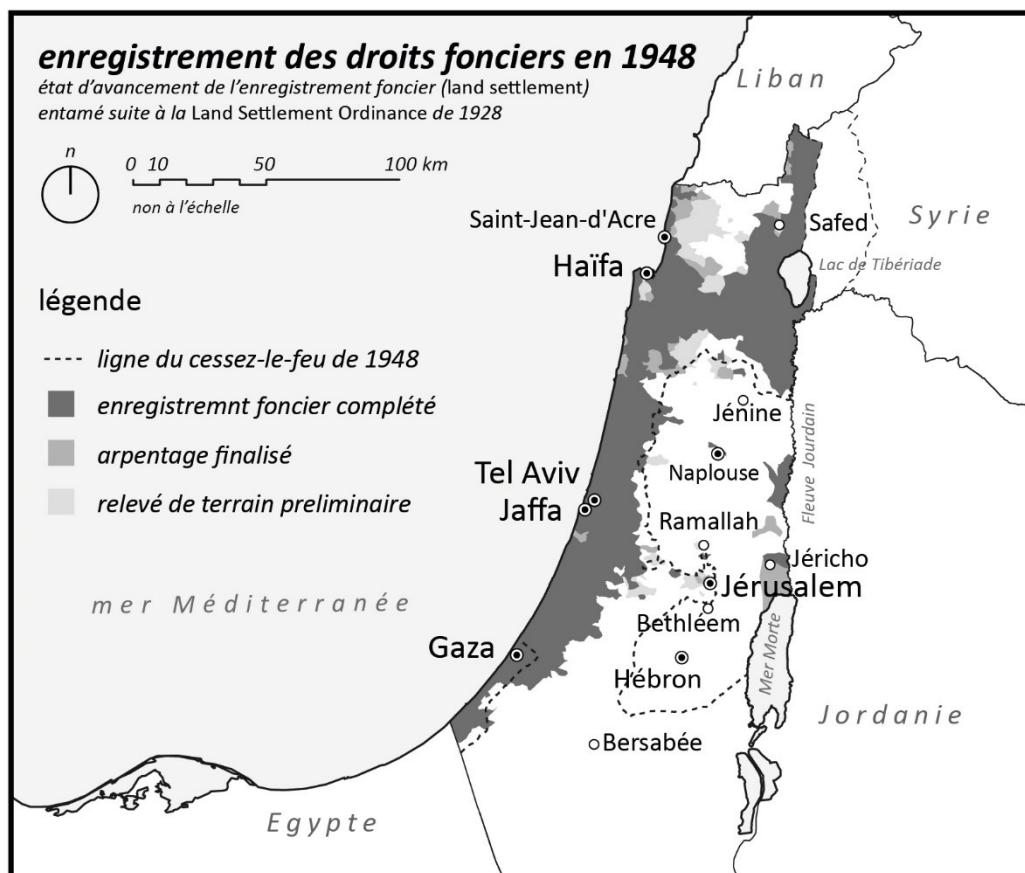 enregistrement des droits fonciers en 1948
état d'avancement de l'enregistrement foncier (land settlement)
entamé suite à la Land Settlement Ordinance de 1928
n
0 10 50 100 km
non à l'échelle
légende
ligne du cessez-le-feu de 1948
enregistremnt foncier complété
arpentage finalisé
relevé de terrain preliminaire
Liban
Syrie
Saint-Jean-d'Acre
Safed
Haïfa
Lac de Tibériade
Jénine
Naplouse
Fleuve Jourdain
Tel Aviv
Jaffa
Ramallah
Jéricho
Jérusalem
mer Méditerranée
Bethléem
Gaza
Hébron
Mer Morte
Jordanie
Bersabée
Egypte